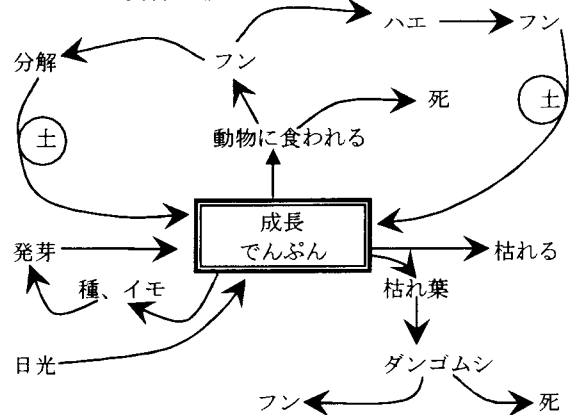 ハエ
フン
分解
フン
死
土
土
動物に食われる
成長
でんぷん
発芽
枯れる
種、イモ
枯れ葉
日光
ダンゴムシ
フン
死